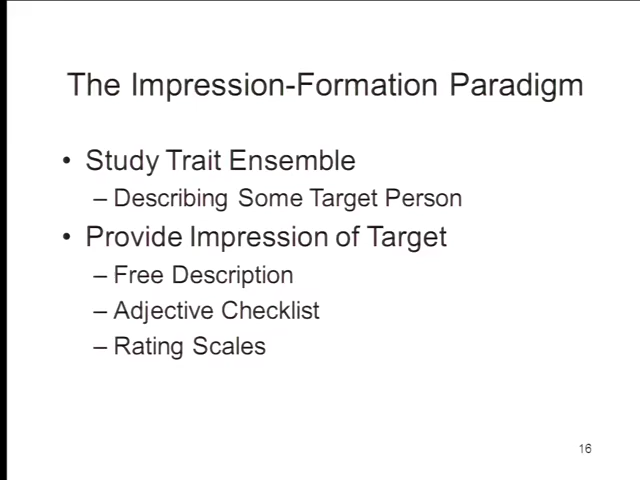 The Impression-Formation Paradigm
• Study Trait Ensemble
– Describing Some Target Person
• Provide Impression of Target
– Free Description
– Adjective Checklist
– Rating Scales
16